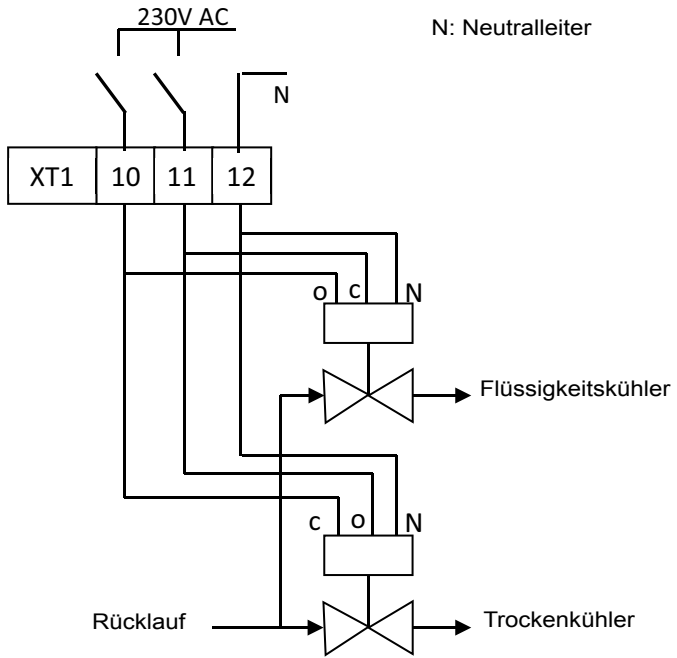 230V AC
N: Neutralleiter
N
XT1 10 11 12
o c N
Flüssigkeitskühler
c o N
Rücklauf
Trockenkühler